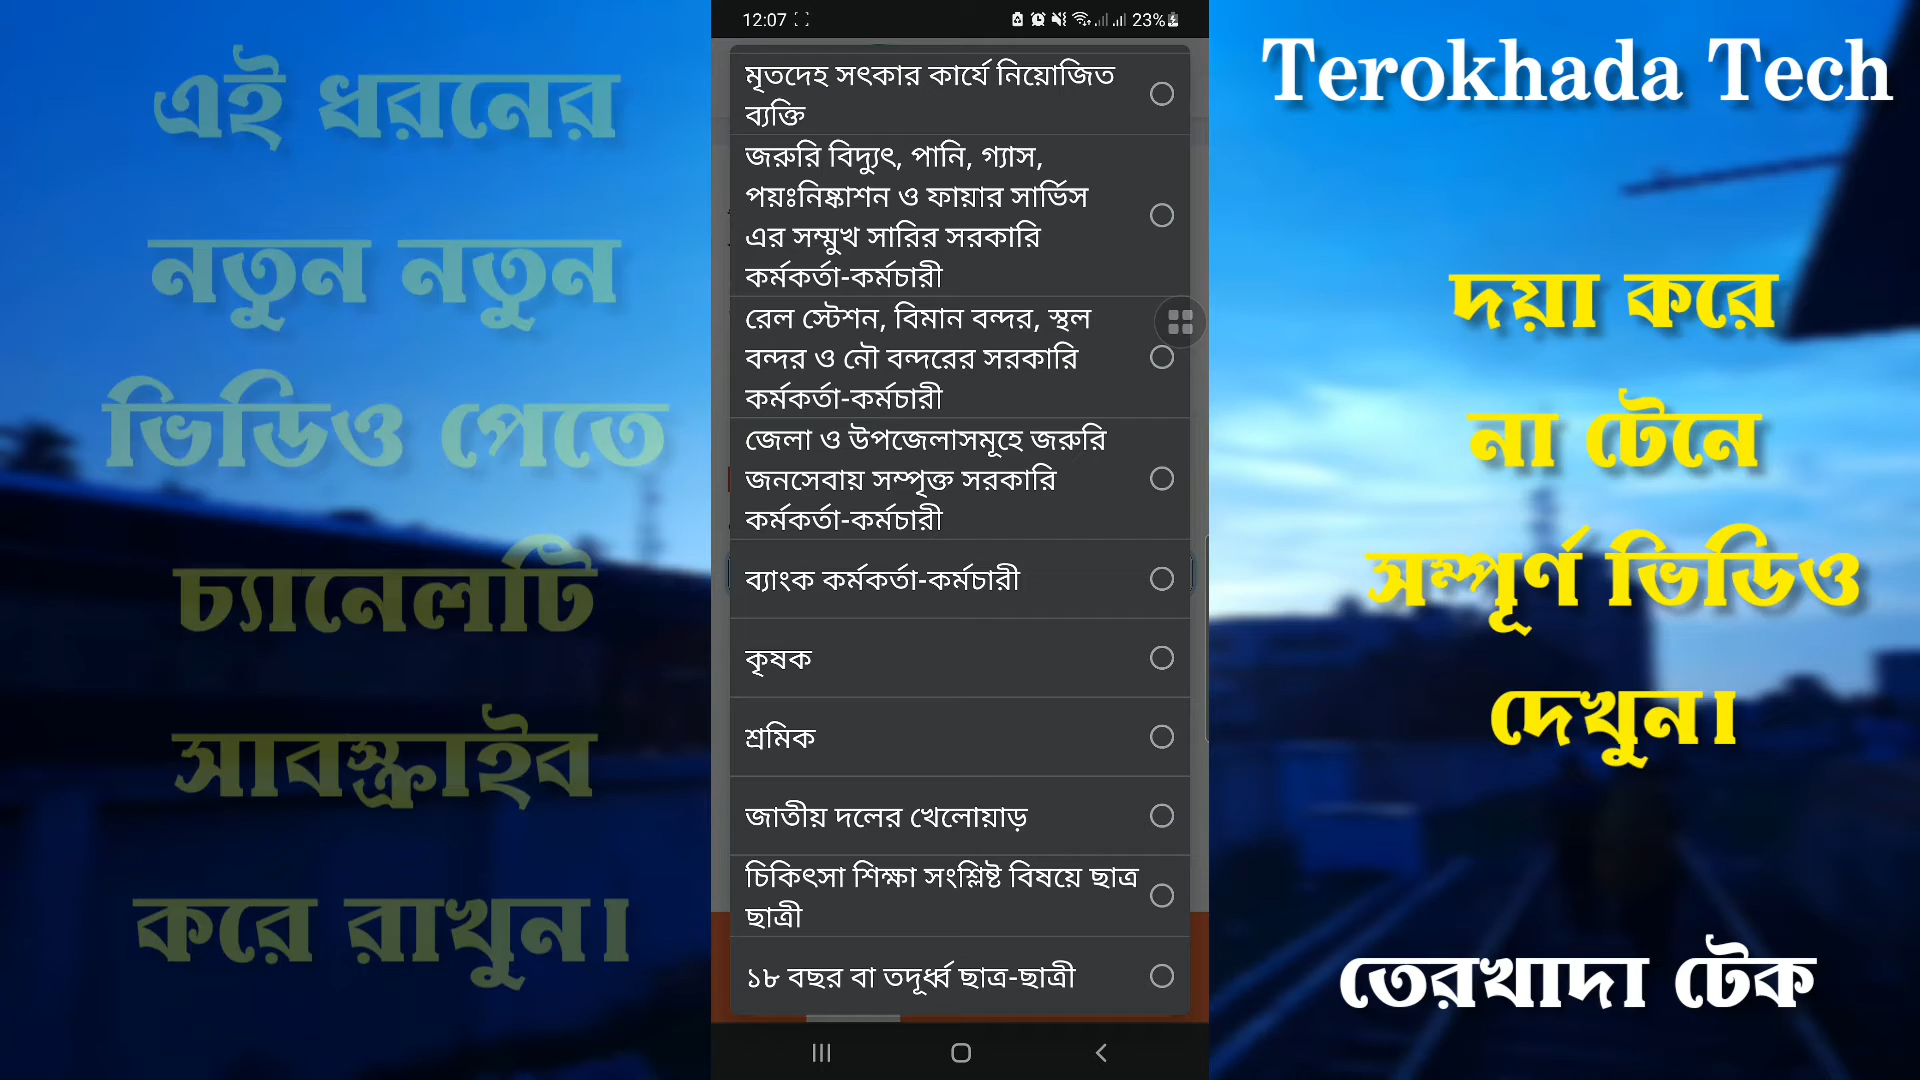 এই ধরনের
নতুন নতুন
ভিডিও পেতে
চ্যানেলটি
সাবস্ক্রাইব
করে রাখুন।
12:07
23%
মৃতদেহ সৎকার কার্যে নিয়োজিত
ব্যক্তি
জরুরি বিদ্যুৎ, পানি, গ্যাস,
পয়ঃনিষ্কাশন ও ফায়ার সার্ভিস
এর সম্মুখ সারির সরকারি
কর্মকর্তা-কর্মচারী
রেল স্টেশন, বিমান বন্দর, স্থল
বন্দর ও নৌ বন্দরের সরকারি
কর্মকর্তা-কর্মচারী
জেলা ও উপজেলাসমূহে জরুরি
জনসেবায় সম্পৃক্ত সরকারি
কর্মকর্তা-কর্মচারী
ব্যাংক কর্মকর্তা-কর্মচারী
কৃষক
শ্রমিক
জাতীয় দলের খেলোয়াড়
চিকিৎসা শিক্ষা সংশ্লিষ্ট বিষয়ে ছাত্র
ছাত্রী
১৮ বছর বা তদূর্ধ্ব ছাত্র-ছাত্রী
Terokhada Tech
দয়া করে
না টেনে
সম্পূর্ণ ভিডিও
দেখুন।
তেরখাদা টেক